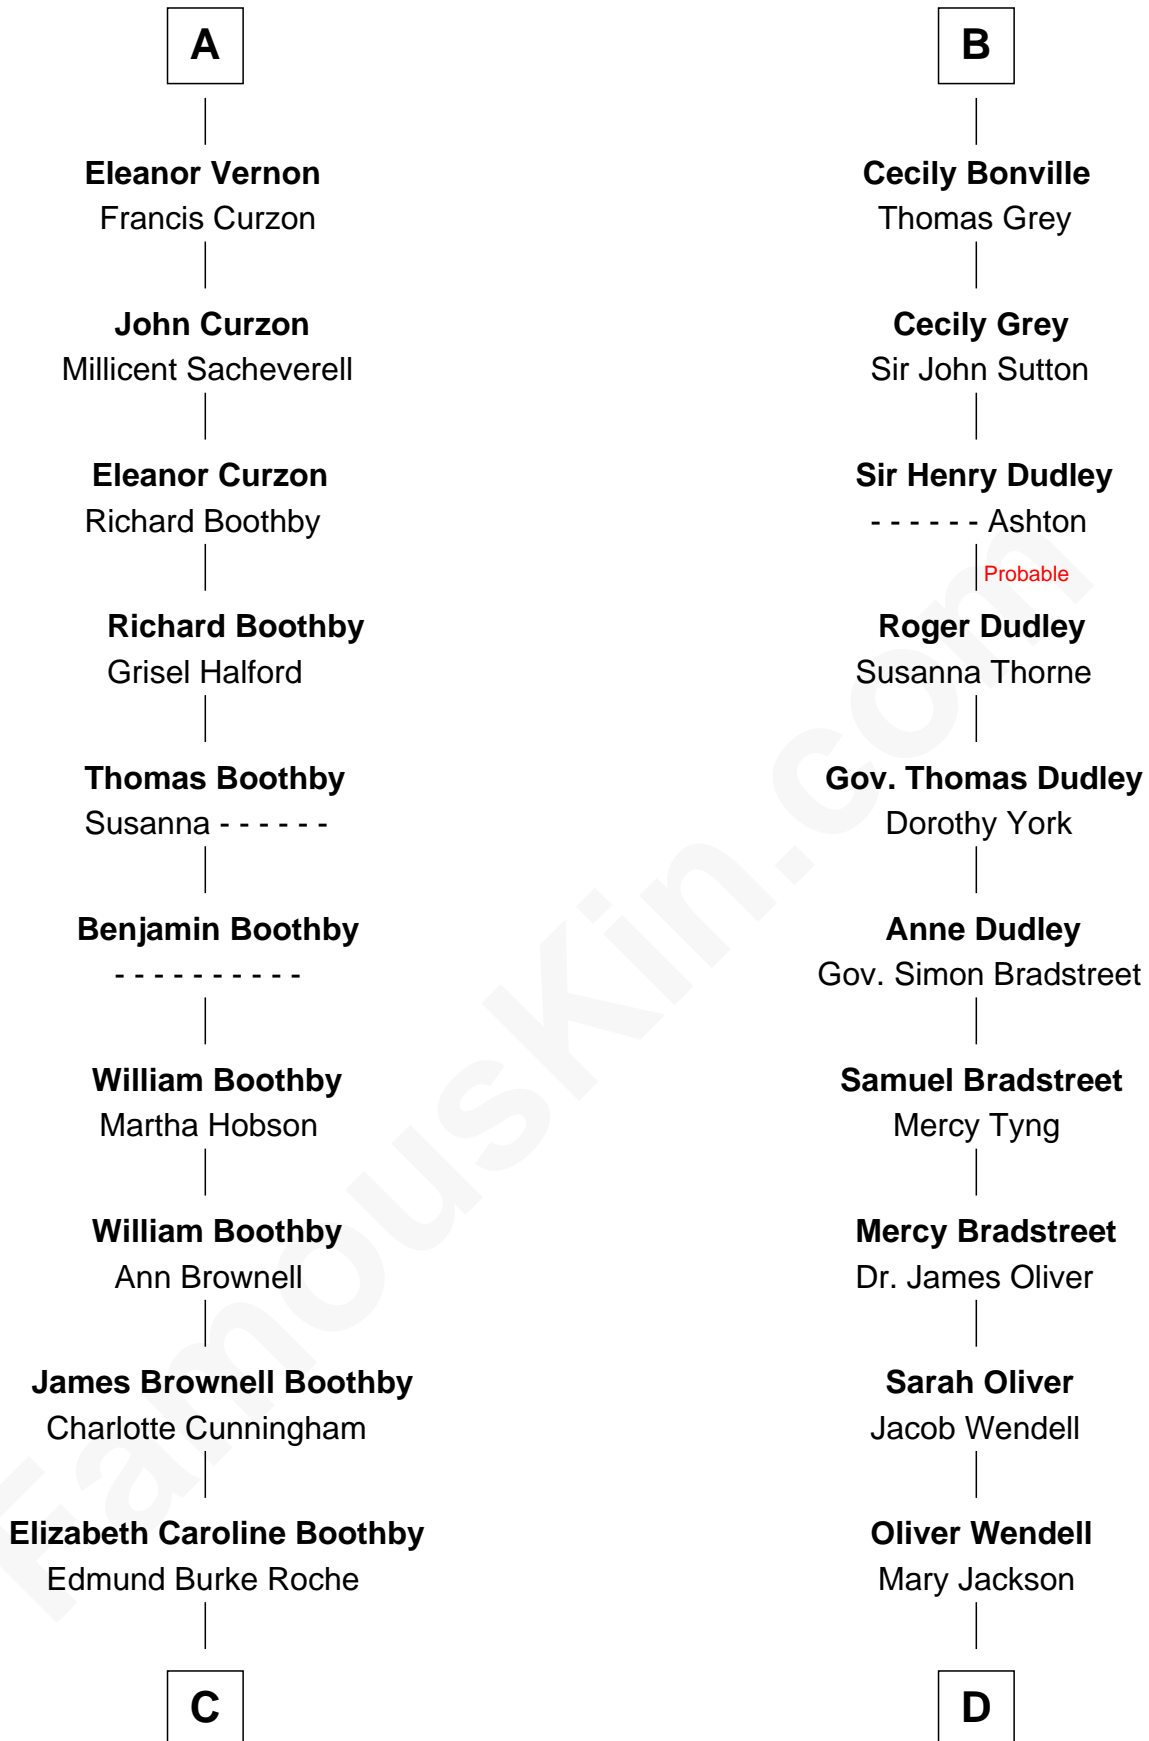 A
Eleanor Vernon
Francis Curzon
John Curzon
Millicent Sacheverell
Eleanor Curzon
Richard Boothby
Richard Boothby
Grisel Halford
Thomas Boothby
Susanna - - - - - -
Benjamin Boothby
- - - - - - - - - -
William Boothby
Martha Hobson
William Boothby
Ann Brownell
James Brownell Boothby
Charlotte Cunningham
Elizabeth Caroline Boothby
Edmund Burke Roche
C
B
Cecily Bonville
Thomas Grey
Cecily Grey
Sir John Sutton
Sir Henry Dudley
- - - - - - Ashton
Probable
Roger Dudley
Susanna Thorne
Gov. Thomas Dudley
Dorothy York
Anne Dudley
Gov. Simon Bradstreet
Samuel Bradstreet
Mercy Tyng
Mercy Bradstreet
Dr. James Oliver
Sarah Oliver
Jacob Wendell
Oliver Wendell
Mary Jackson
D
FamousKin.com